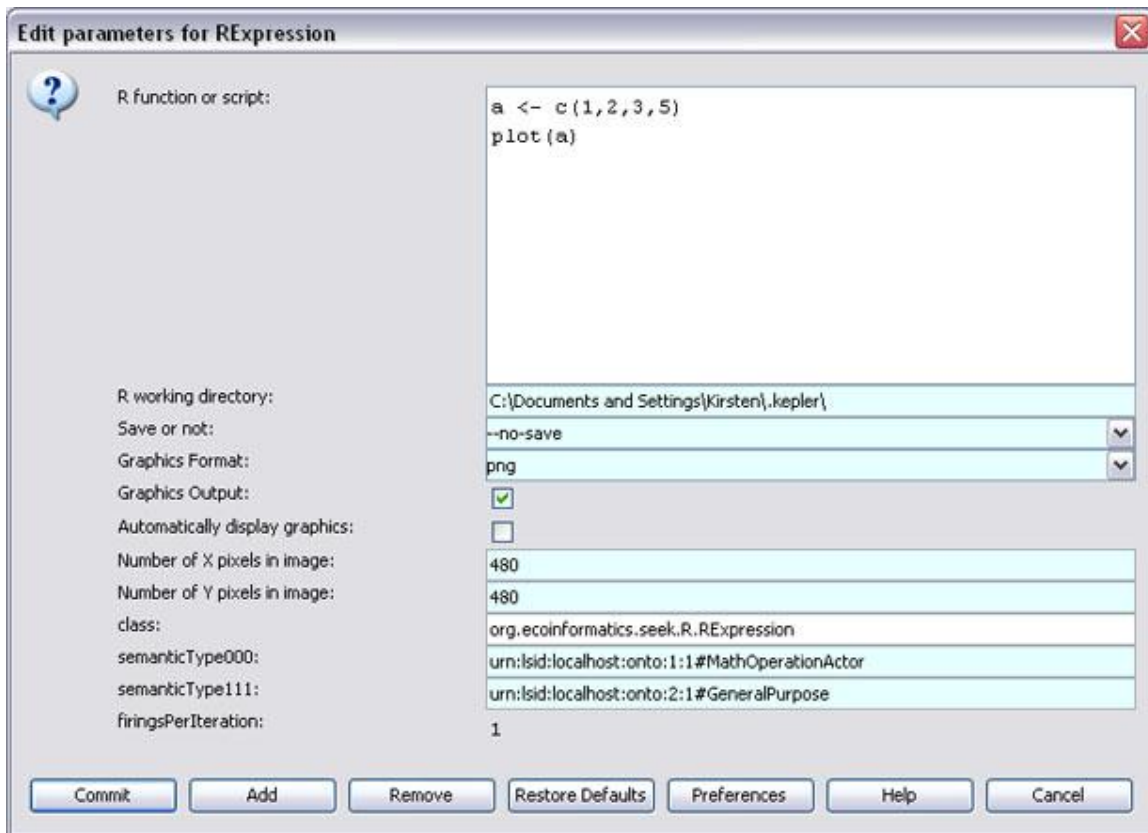 Edit parameters for RExpression
?
R function or script:
a <- c(1,2,3,5)
plot(a)
R working directory: C:\Documents and Settings\Kirsten\.kepler\
Save or not: --no-save
Graphics Format: png
Graphics Output:
Automatically display graphics:
Number of X pixels in image: 480
Number of Y pixels in image: 480
class: org.ecoinformatics.seek.R.RExpression
semanticType000: urn:lsid:localhost:onto:1:1#MathOperationActor
semanticType111: urn:lsid:localhost:onto:2:1#GeneralPurpose
firingsPerIteration: 1
Commit Add Remove Restore Defaults Preferences Help Cancel